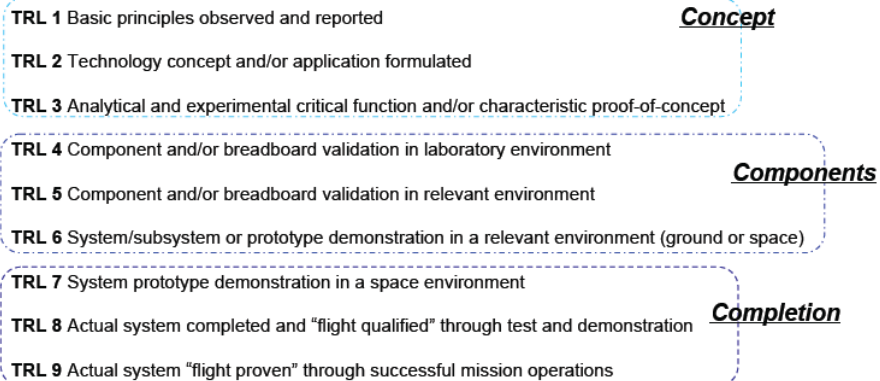 TRL 1 Basic principles observed and reported
Concept
TRL 2 Technology concept and/or application formulated
TRL 3 Analytical and experimental critical function and/or characteristic proof-of-concept
TRL 4 Component and/or breadboard validation in laboratory environment
Components
TRL 5 Component and/or breadboard validation in relevant environment
TRL 6 System/subsystem or prototype demonstration in a relevant environment (ground or space)
TRL 7 System prototype demonstration in a space environment
Completion
TRL 8 Actual system completed and “flight qualified” through test and demonstration
TRL 9 Actual system “flight proven” through successful mission operations